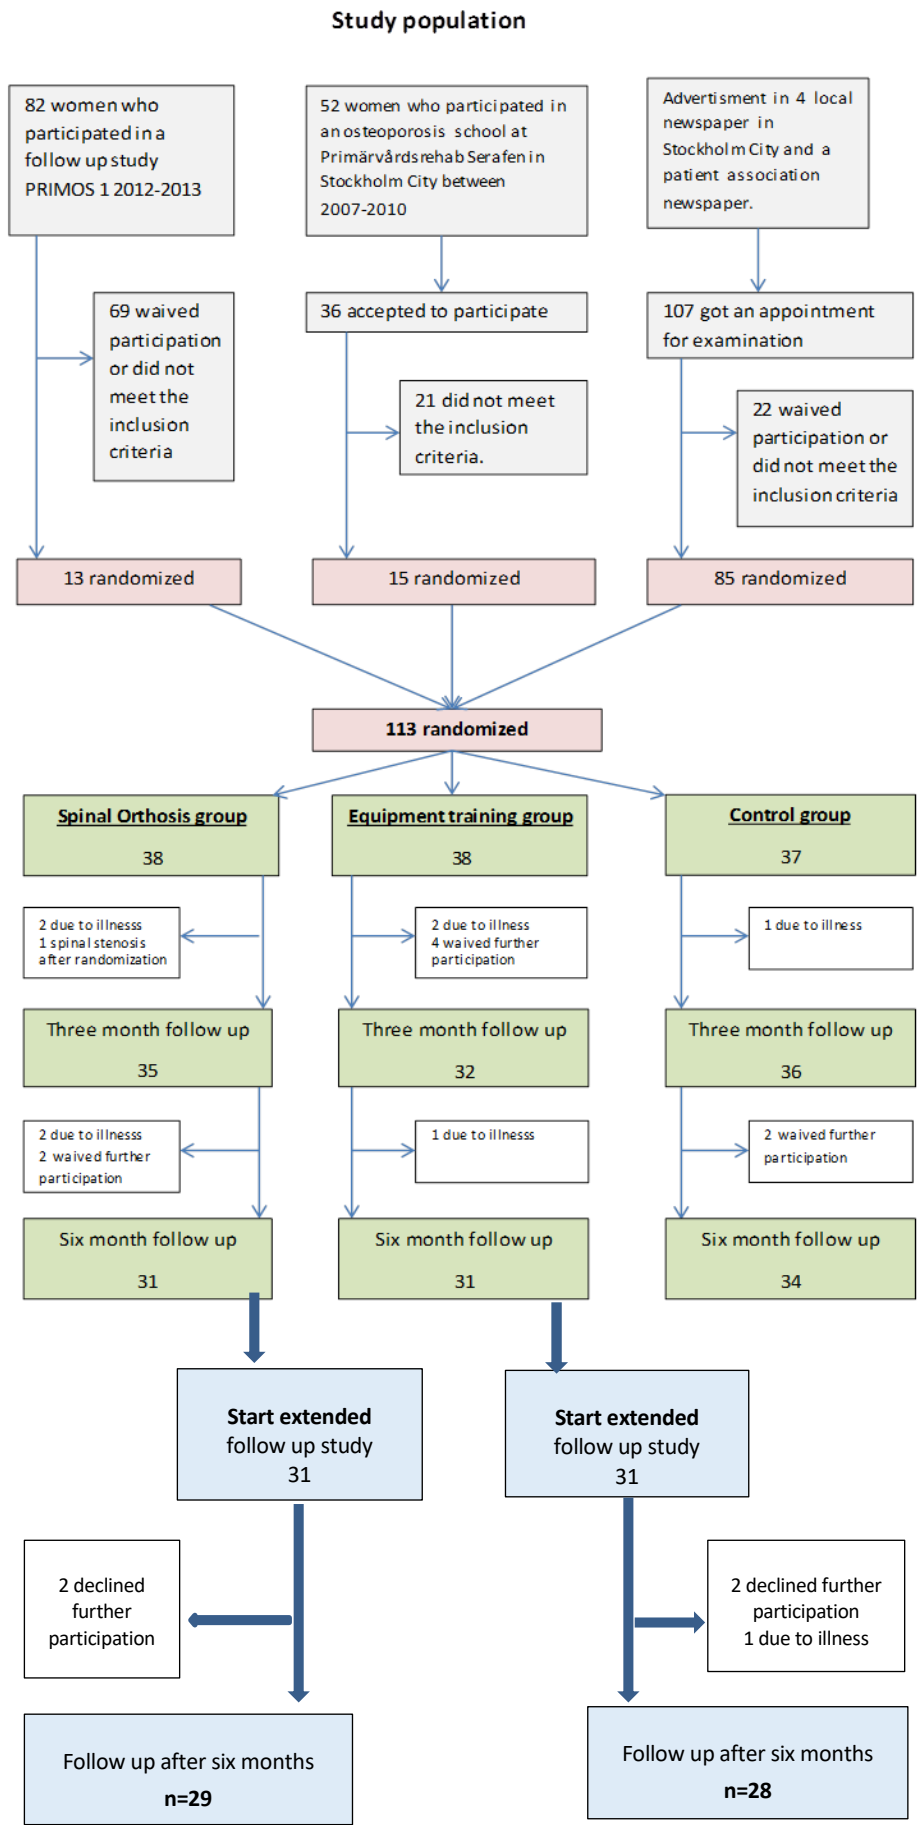 Study population
82 women who
participated in a
follow up study
PRIMOS 1 2012-2013
52 women who participated in
an osteoporosis school at
Primärvårdsrehab Serafen in
Stockholm City between
2007-2010
Advertisment in 4 local
newspaper in
Stockholm City and a
patient association
newspaper.
69 waived
participation
or did not
meet the
inclusion
criteria
36 accepted to participate
107 got an appointment
for examination
21 did not meet
the inclusion
criteria.
22 waived
participation or
did not meet the
inclusion criteria
13 randomized
15 randomized
85 randomized
113 randomized
Spinal Orthosis group
38
Equipment training group
38
Control group
37
2 due to illnesss
1 spinal stenosis
after randomization
2 due to illnesss
4 waived further
participation
1 due to illness
Three month follow up
35
Three month follow up
32
Three month follow up
36
2 due to illnesss
2 waived further
participation
1 due to illnesss
2 waived further
participation
Six month follow up
31
Six month follow up
31
Six month follow up
34
Start extended
follow up study
31
Start extended
follow up study
31
2 declined
further
participation
2 declined further
participation
1 due to illness
Follow up after six months
n=29
Follow up after six months
n=28